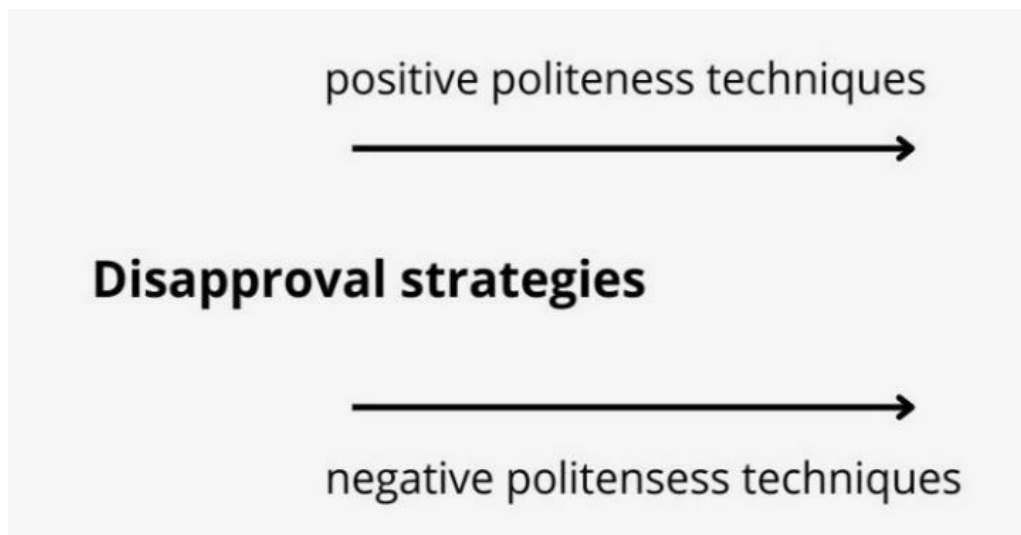 positive politeness techniques
Disapproval strategies
negative politensess techniques